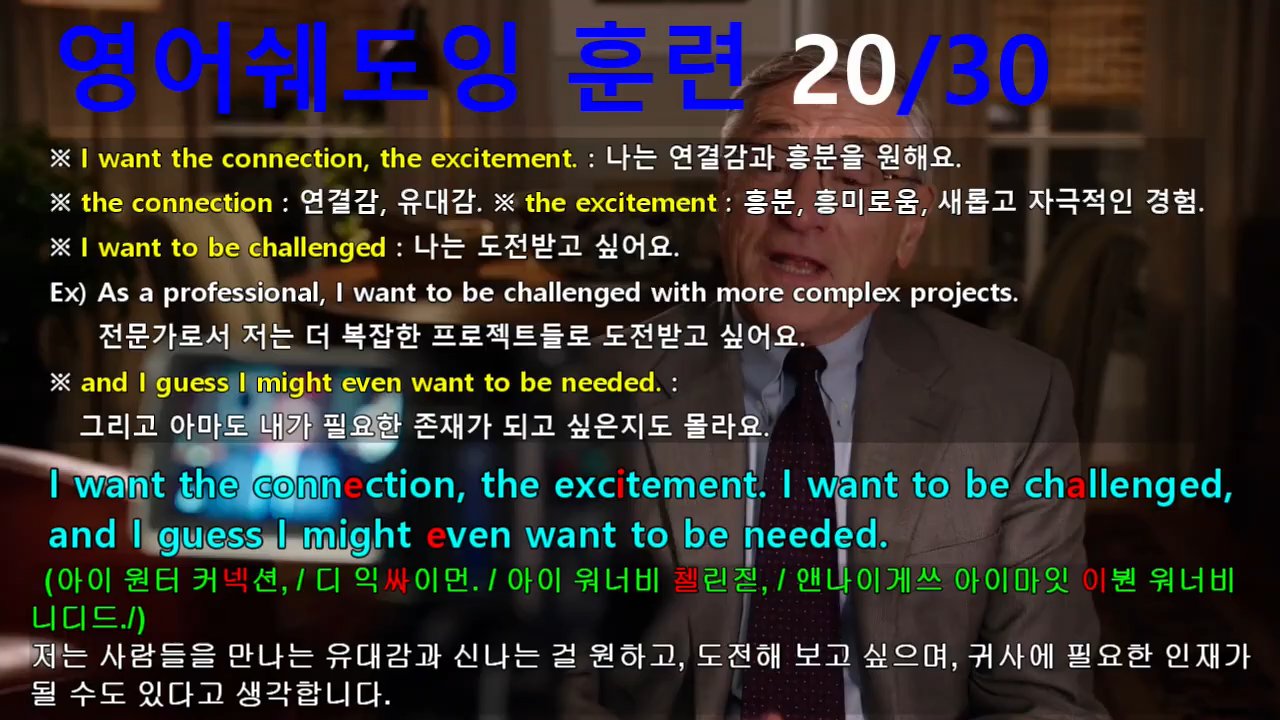 영어쉐도잉 훈련 20/30
※ I want the connection, the excitement. : 나는 연결감과 흥분을 원해요.
※ the connection : 연결감, 유대감. ※ the excitement : 흥분, 흥미로움, 새롭고 자극적인 경험.
※ I want to be challenged : 나는 도전받고 싶어요.
Ex) As a professional, I want to be challenged with more complex projects.
전문가로서 저는 더 복잡한 프로젝트들로 도전받고 싶어요.
※ and I guess I might even want to be needed. :
그리고 아마도 내가 필요한 존재가 되고 싶은지도 몰라요.
I want the connection, the excitement. I want to be challenged,
and I guess I might even want to be needed.
(아이 원터 커넥션, / 디 익싸이먼. / 아이 워너비 첼린짇, / 앤나이게쓰 아이마잇 이붼 워너비
니디드./)
저는 사람들을 만나는 유대감과 신나는 걸 원하고, 도전해 보고 싶으며, 귀사에 필요한 인재가
될 수도 있다고 생각합니다.